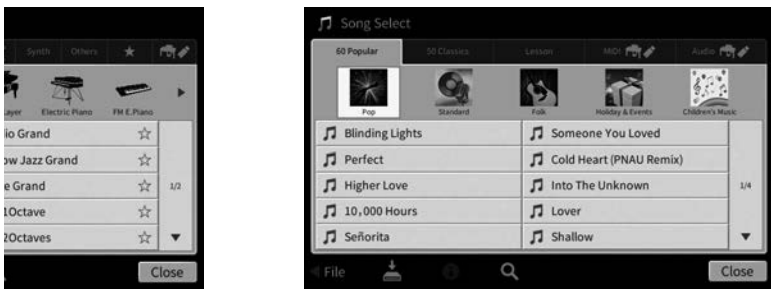 Synth Others
Layer Electric Piano FM E.Piano
io Grand
ow Jazz Grand
e Grand
1Octave
2Octaves
1/2
Close
Song Select
60 Popular 50 Classics Lesson MIDI Audio
Pop Standard Folk Holiday & Events Children's Music
Blinding Lights Someone You Loved
Perfect Cold Heart (PNAU Remix)
Higher Love Into The Unknown
10,000 Hours Lover
Señorita Shallow
1/4
File Close